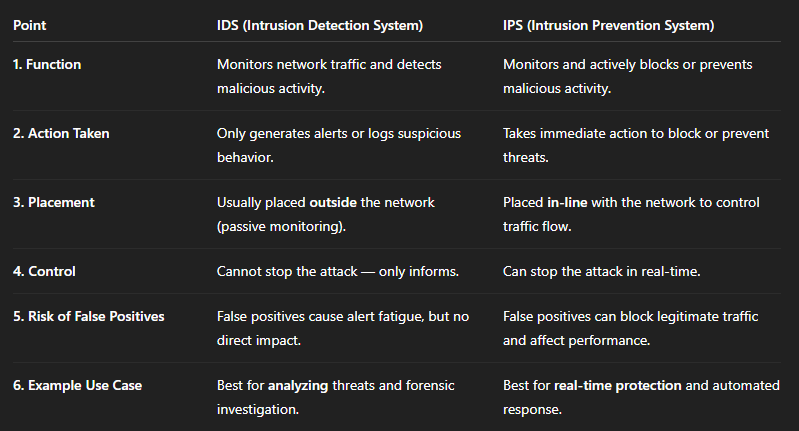 Point IDS (Intrusion Detection System) IPS (Intrusion Prevention System)
1. Function Monitors network traffic and detects Monitors and actively blocks or prevents
malicious activity. malicious activity.
2. Action Taken Only generates alerts or logs suspicious Takes immediate action to block or prevent
behavior. threats.
3. Placement Usually placed outside the network Placed in-line with the network to control
(passive monitoring). traffic flow.
4. Control Cannot stop the attack — only informs. Can stop the attack in real-time.
5. Risk of False Positives False positives cause alert fatigue, but no False positives can block legitimate traffic
direct impact. and affect performance.
6. Example Use Case Best for analyzing threats and forensic Best for real-time protection and automated
investigation. response.